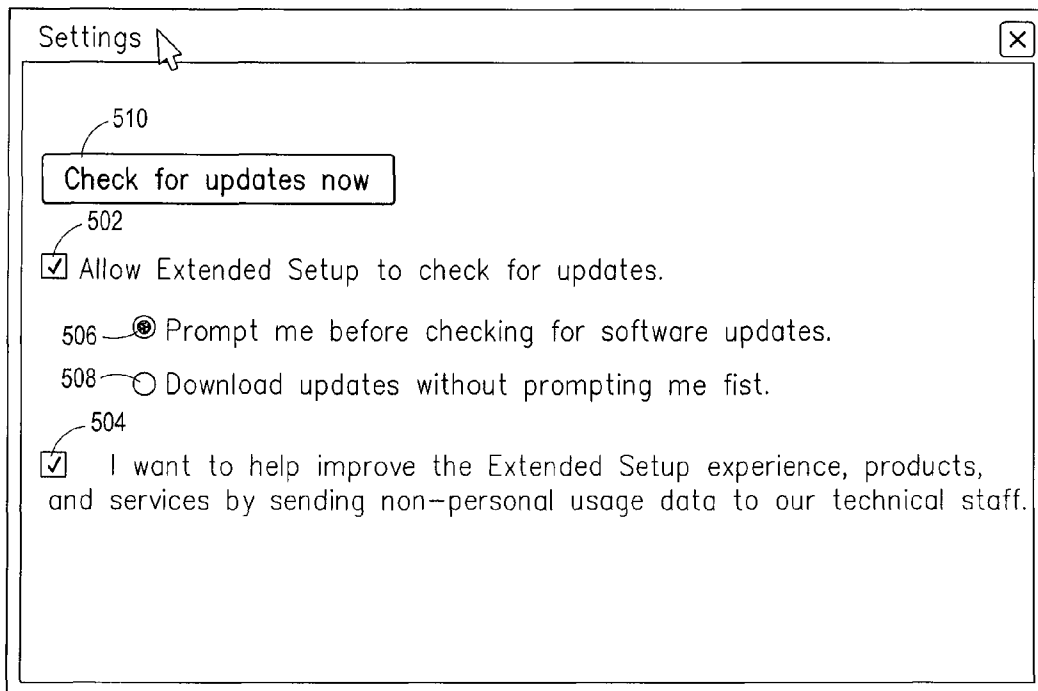 Settings
510
Check for updates now
502
Allow Extended Setup to check for updates.
506 Prompt me before checking for software updates.
508 Download updates without prompting me fist.
504
I want to help improve the Extended Setup experience, products,
and services by sending non-personal usage data to our technical staff.